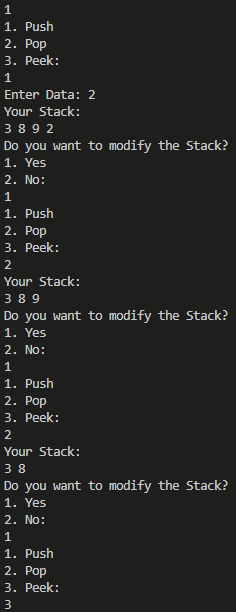 1
1. Push
2. Pop
3. Peek:
1
Enter Data: 2
Your Stack:
3 8 9 2
Do you want to modify the Stack?
1. Yes
2. No:
1
1. Push
2. Pop
3. Peek:
2
Your Stack:
3 8 9
Do you want to modify the Stack?
1. Yes
2. No:
1
1. Push
2. Pop
3. Peek:
2
Your Stack:
3 8
Do you want to modify the Stack?
1. Yes
2. No:
1
1. Push
2. Pop
3. Peek:
3